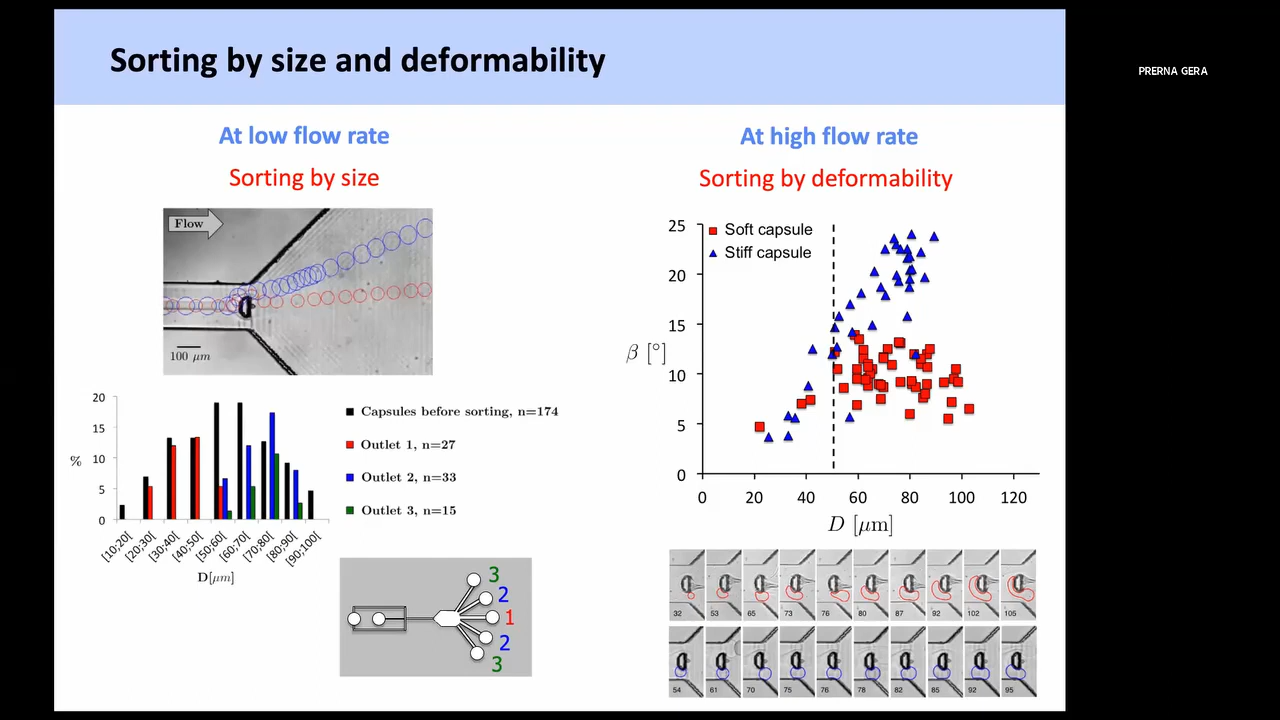 Sorting by size and deformability
PRERNA GERA
At low flow rate
Sorting by size
Flow
100 μm
20
15
10
5
0
%
[10;20[
[20;30[
[30:40[
[40;50[
[50;60[
[60;70[
[70;80[
[80;90[
[90;100[
D[μm]
Capsules before sorting, n=174
Outlet 1, n=27
Outlet 2, n=33
Outlet 3, n=15
3
2
1
2
3
At high flow rate
Sorting by deformability
Soft capsule
Stiff capsule
25
20
15
10
5
0
β [°]
0 20 40 60 80 100 120
D [μm]
32 53 65 73 76 80 87 92 102 105
54 61 70 75 76 78 82 85 92 95